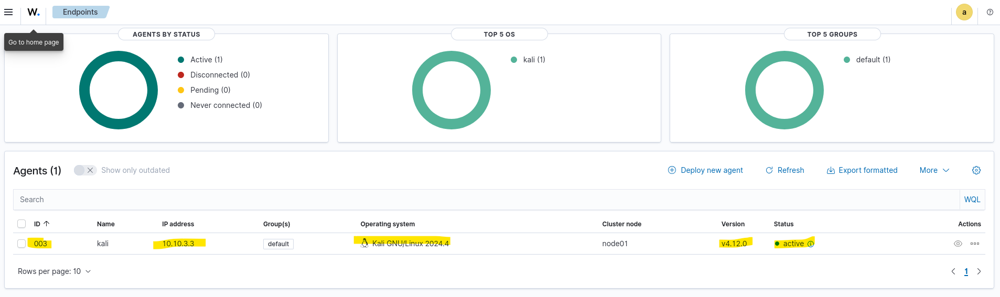 W. Endpoints a
Go to home page
AGENTS BY STATUS
Active (1)
Disconnected (0)
Pending (0)
Never connected (0)
TOP 5 OS
kali (1)
TOP 5 GROUPS
default (1)
Agents (1) Show only outdated Deploy new agent Refresh Export formatted More
Search WQL
ID Name IP address Group(s) Operating system Cluster node Version Status Actions
003 kali 10.10.3.3 default Kali GNU/Linux 2024.4 node01 v4.12.0 active
Rows per page: 10 1